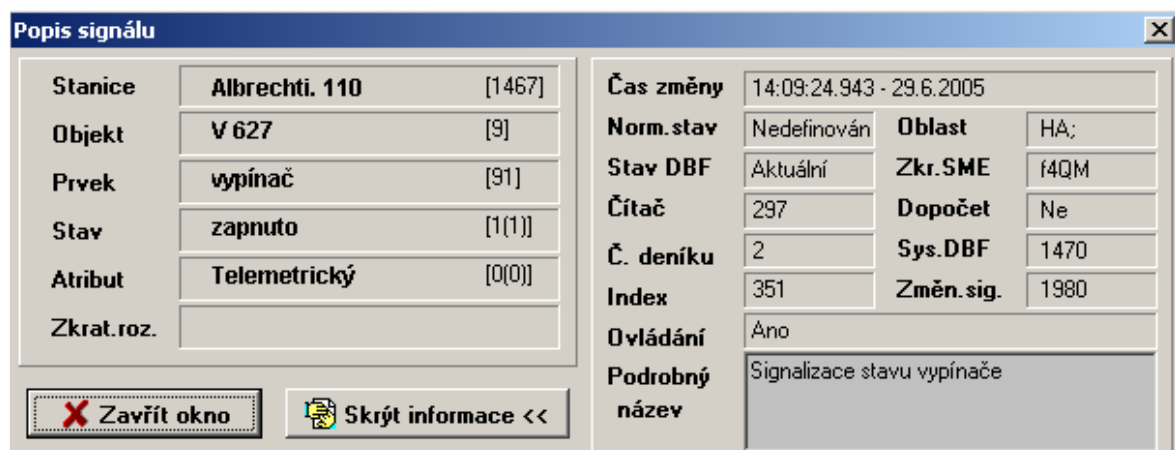 Popis signálu
Stanice Albrechti. 110 [1467]
Objekt V 627 [9]
Prvek vypínač [91]
Stav zapnuto [1(1)]
Atribut Telemetrický [0(0)]
Zkrat.roz.
Zavřít okno Skrýt informace <<
Čas změny 14:09:24.943 - 29.6.2005
Norm.stav Nedefinován Oblast HA;
Stav DBF Aktuální Zkr.SME f4QM
Čítač 297 Dopočet Ne
Č. deníku 2 Sys.DBF 1470
Index 351 Změn.sig. 1980
Ovládání Ano
Podrobný Signalizace stavu vypínače
název